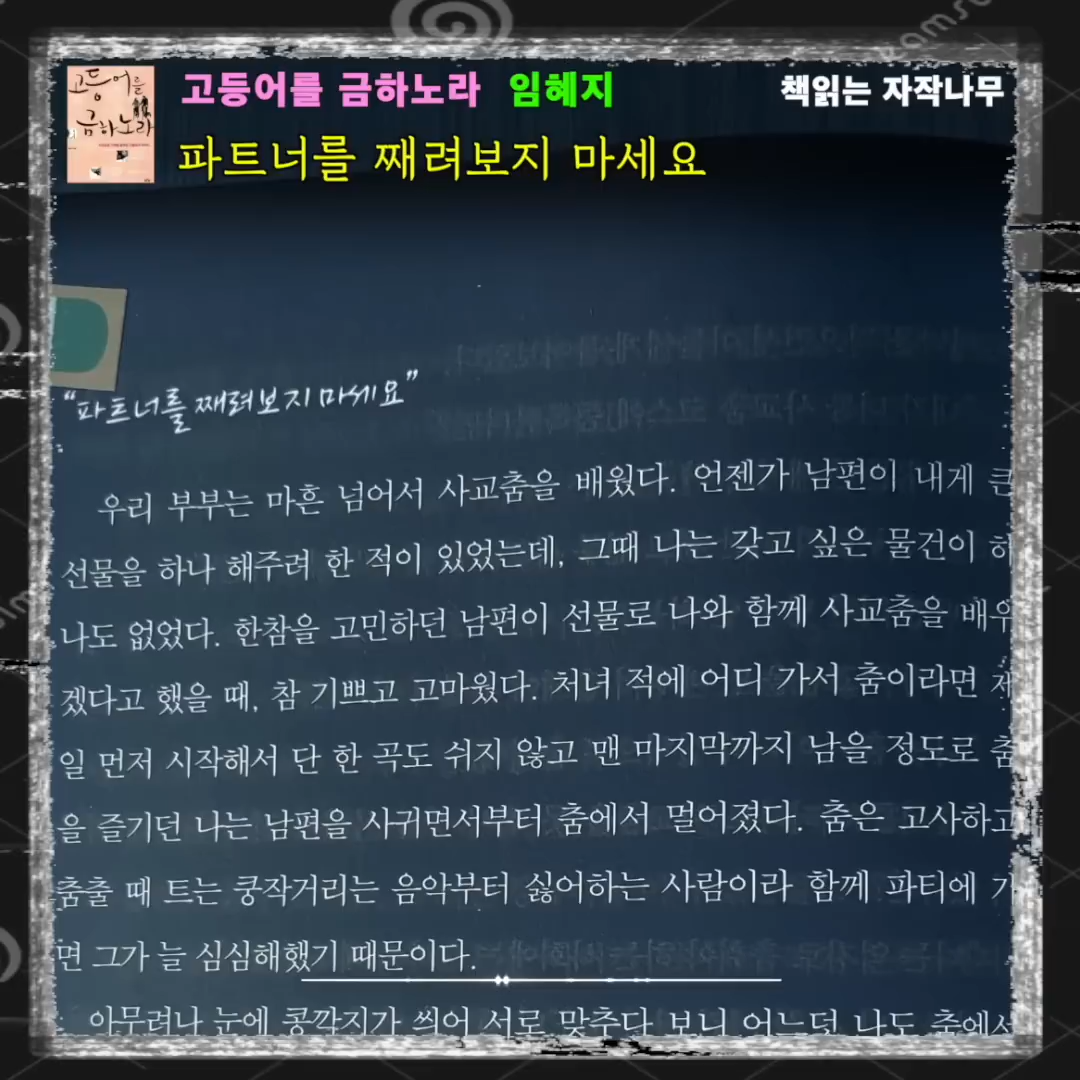 고등어를 금하노라 임혜지
책읽는 자작나무
고등어를
금하노라
파트너를 째려보지 마세요
“파트너를 째려보지 마세요”
우리 부부는 마흔 넘어서 사교춤을 배웠다. 언젠가 남편이 내게 큰
선물을 하나 해주려 한 적이 있었는데, 그때 나는 갖고 싶은 물건이 하
나도 없었다. 한참을 고민하던 남편이 선물로 나와 함께 사교춤을 배우
겠다고 했을 때, 참 기쁘고 고마웠다. 처녀 적에 어디 가서 춤이라면 제
일 먼저 시작해서 단 한 곡도 쉬지 않고 맨 마지막까지 남을 정도로 춤
을 즐기던 나는 남편을 사귀면서부터 춤에서 멀어졌다. 춤은 고사하고
춤출 때 트는 쿵작거리는 음악부터 싫어하는 사람이라 함께 파티에 가
면 그가 늘 심심해했기 때문이다.
아무려나 눈에 콩깍지가 씌어 서로 맞추다 보니 어느덧 나도 춤에서